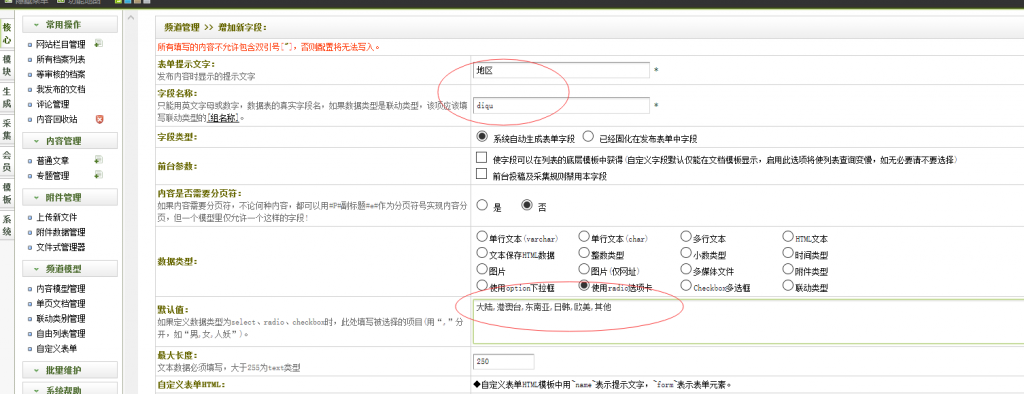 隐藏菜单 功能地图
核心
模块
生成
采集
会员
模板
系统
常用操作
网站栏目管理
所有档案列表
等审核的档案
我发布的文档
评论管理
内容回收站
内容管理
普通文章
专题管理
附件管理
上传新文件
附件数据管理
文件式管理器
频道模型
内容模型管理
单页文档管理
联动类别管理
自由列表管理
自定义表单
批量维护
系统帮助
频道管理 >> 增加新字段:
所有填写的内容不允许包含双引号["],否则配置将无法写入。
表单提示文字:
发布内容时显示的提示文字
地区 *
字段名称:
只能用英文字母或数字,数据表的真实字段名,如果数据类型是联动类型,该项应该填
写联动类型的[组名称]。
diqu *
字段类型:
系统自动生成表单字段 已经固化在发布表单中字段
前台参数:
使字段可以在列表的底层模板中获得(自定义字段默认仅能在文档模板显示,启用此选项将使列表查询变慢,如无必要请不要选择)
前台投稿及采集规则禁用本字段
内容是否需要分页符:
如果内容需要分页,不论何种内容,都可以用#P#副标题#e#作为分页符号实现内容分
页,但一个模型里仅允许一个这样的字段!
是 否
数据类型:
单行文本(varchar) 单行文本(char) 多行文本 HTML文本
文本保存HTML数据 整数类型 小数类型 时间类型
图片 图片(仅网址) 多媒体文件 附件类型
使用option下拉框 使用radio选项卡 Checkbox多选框 联动类型
默认值:
如果定义数据类型为select、radio、checkbox时,此处填写被选择的项目(用“,”分
开,如“男,女,人妖”)。
大陆,港澳台,东南亚,日韩,欧美,其他
最大长度:
文本数据必须填写,大于255为text类型
250
自定义表单HTML:
◆自定义表单HTML模板中用`name`表示提示文字,`form`表示表单元素。